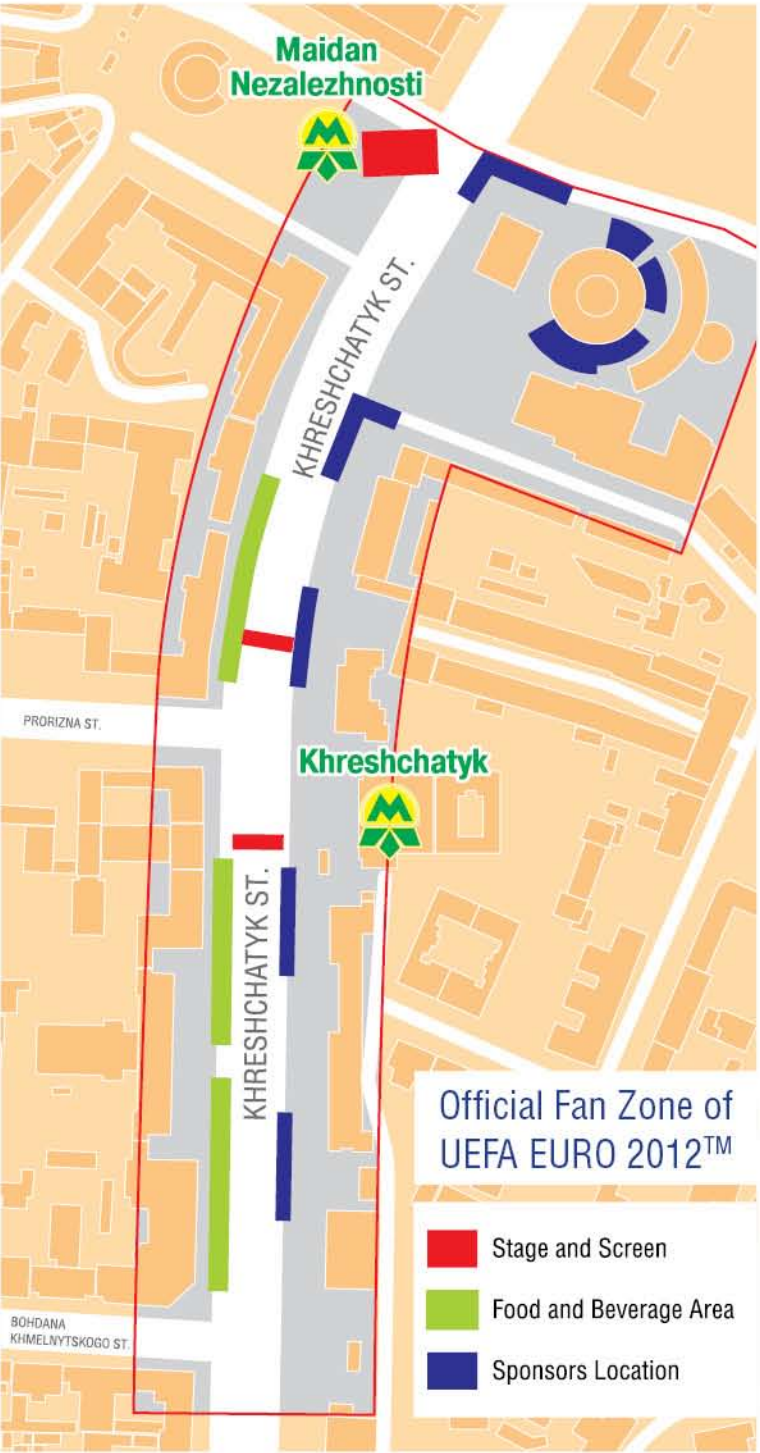 Maidan
Nezalezhnosti
M
KHRESHCHATYK ST.
PRORIZNA ST.
Khreshchatyk
M
KHRESHCHATYK ST.
Official Fan Zone of
UEFA EURO 2012™
Stage and Screen
Food and Beverage Area
Sponsors Location
BOHDANA
KHMELNYTSKOGO ST.